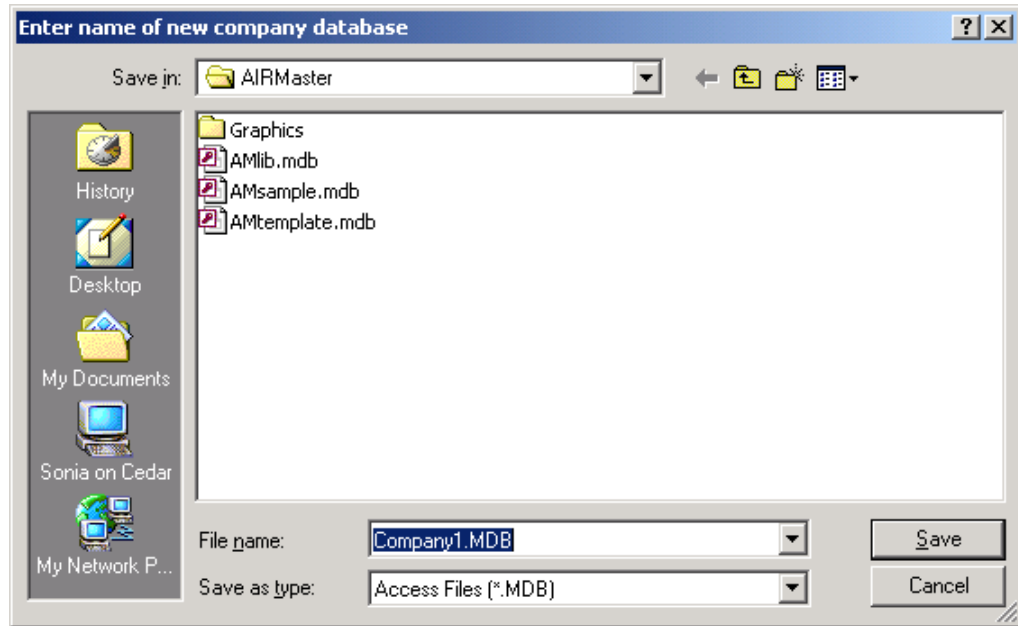 Enter name of new company database
Save in: AIRMaster
Graphics
AMlib.mdb
AMsample.mdb
AMtemplate.mdb
History
Desktop
My Documents
Sonia on Cedar
My Network P...
File name: Company1.MDB Save
Save as type: Access Files (*.MDB) Cancel